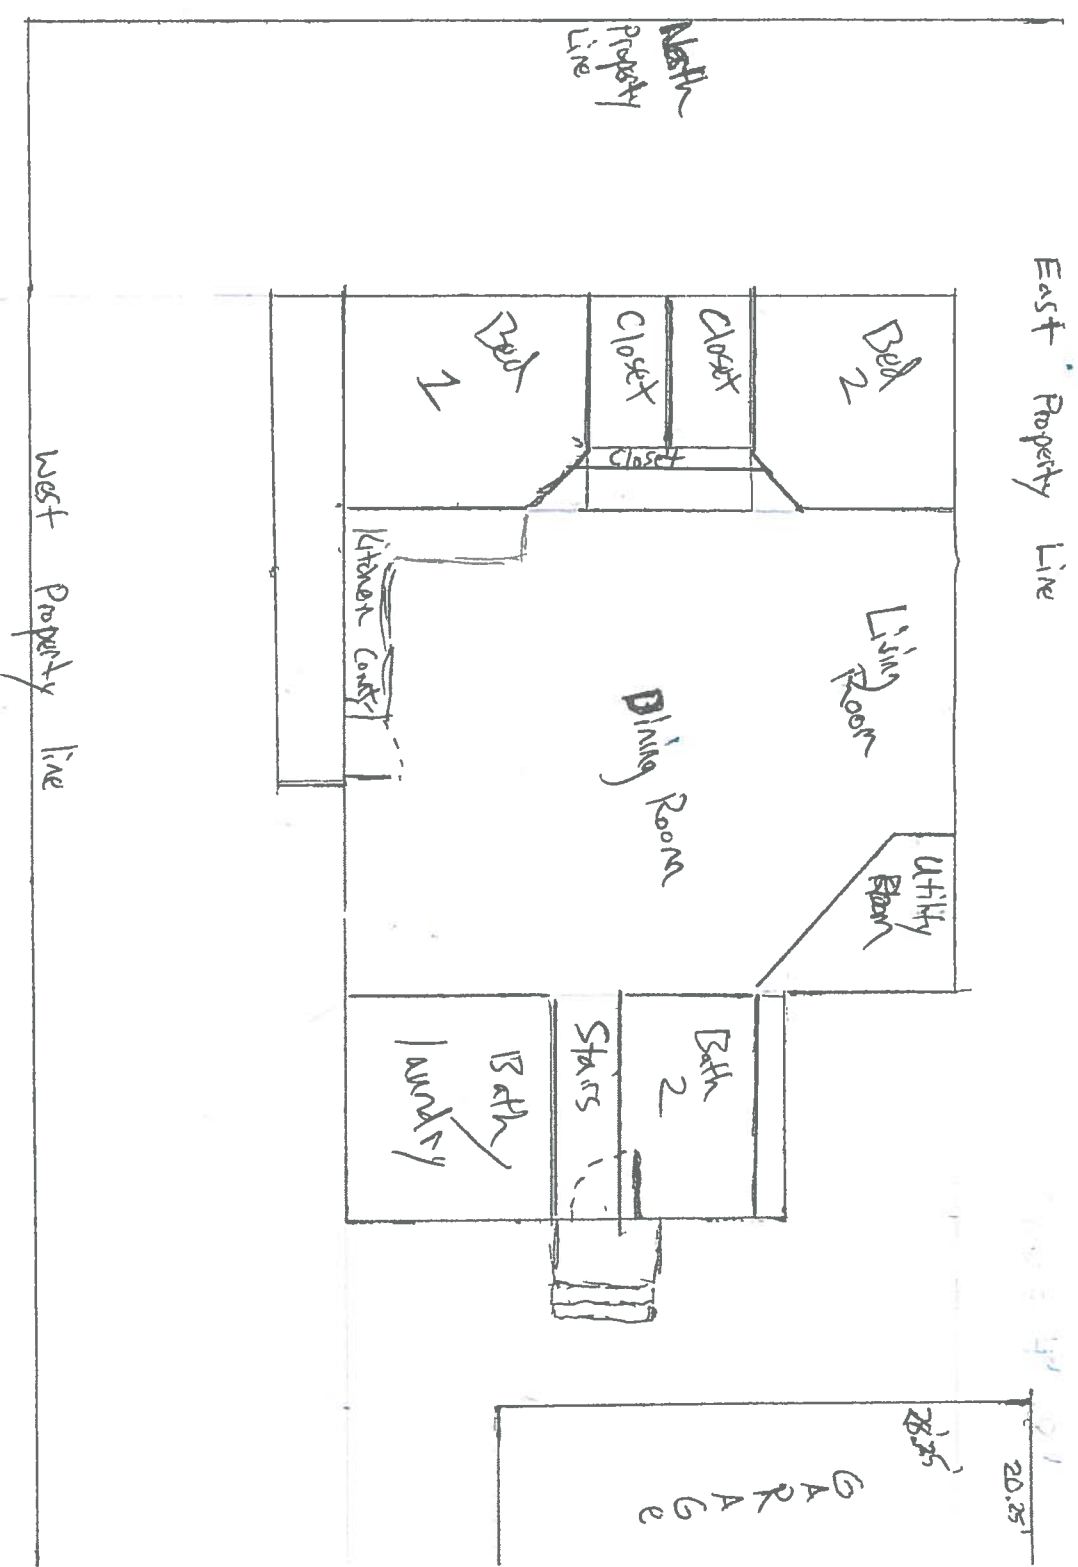 North
Property
Line
East Property Line
Bed
1
Closet
Closet
Bed
2
Closet
Kitchen Contr
Living
Room
Dining Room
Utility
Room
West Property line
Bath
laundry
Stairs
Bath
2
20.25'
GARAGe